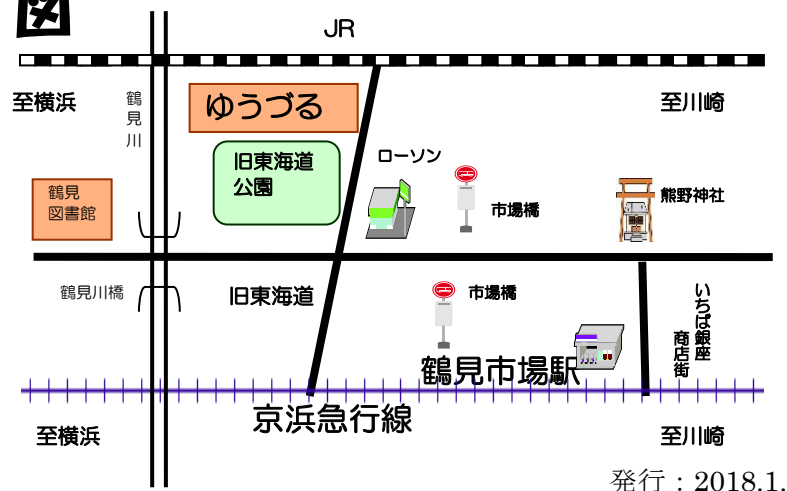 図
JR
至横浜
鶴見川
ゆうづる
至川崎
旧東海道
公園
ローソン
鶴見
図書館
市場橋
熊野神社
鶴見川橋
旧東海道
市場橋
いちば銀座
商店街
鶴見市場駅
京浜急行線
至横浜
至川崎
発行：2018.1.